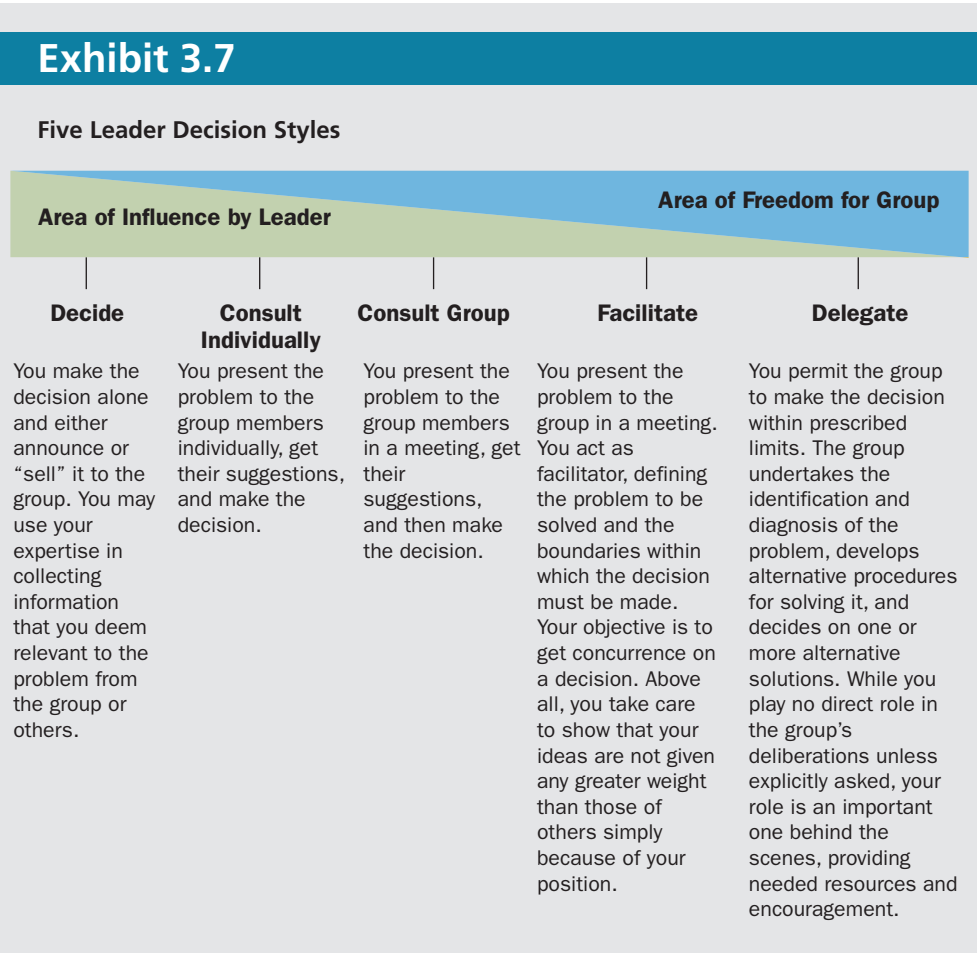 Exhibit 3.7
Five Leader Decision Styles
Area of Influence by Leader
Area of Freedom for Group
Decide
You make the
decision alone
and either
announce or
“sell” it to the
group. You may
use your
expertise in
collecting
information
that you deem
relevant to the
problem from
the group or
others.
Consult
Individually
You present the
problem to the
group members
individually, get
their suggestions,
and make the
decision.
Consult Group
You present the
problem to the
group members
in a meeting, get
their
suggestions,
and then make
the decision.
Facilitate
You present the
problem to the
group in a meeting.
You act as
facilitator, defining
the problem to be
solved and the
boundaries within
which the decision
must be made.
Your objective is to
get concurrence on
a decision. Above
all, you take care
to show that your
ideas are not given
any greater weight
than those of
others simply
because of your
position.
Delegate
You permit the group
to make the decision
within prescribed
limits. The group
undertakes the
identification and
diagnosis of the
problem, develops
alternative procedures
for solving it, and
decides on one or
more alternative
solutions. While you
play no direct role in
the group’s
deliberations unless
explicitly asked, your
role is an important
one behind the
scenes, providing
needed resources and
encouragement.